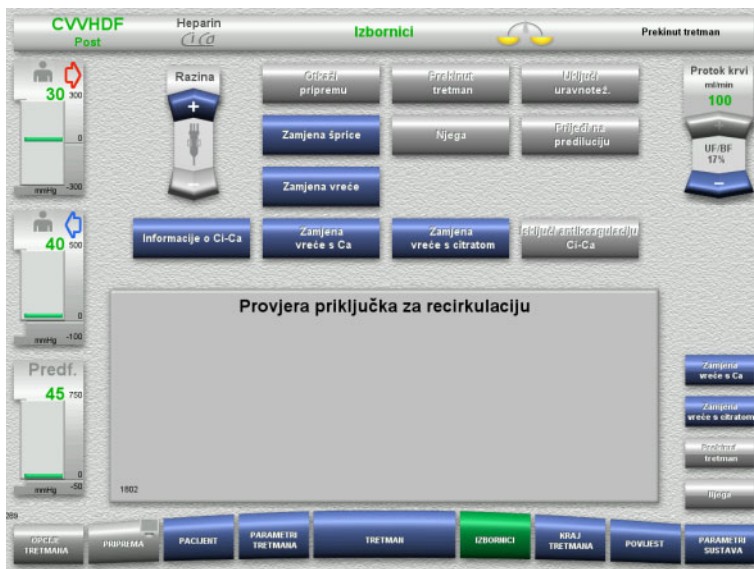 CVVHDF
Post
Heparin
Ci Ca
Izbornici
Prekinut tretman
30
300
0
mmHg
-300
40
500
0
mmHg
-100
Predf.
45
750
0
mmHg
-50
Razina
+
−
Otkaži
pripremu
Prekinut
tretman
Uključi
uravnotež.
Zamjena šprice
Njega
Prijeđi na
prediluciju
Zamjena vreće
Informacije o Ci-Ca
Zamjena
vreće s Ca
Zamjena
vreće s citratom
Isključi antikoagulaciju
Ci-Ca
Protok krvi
ml/min
100
+
UF/BF
17%
−
Provjera priključka za recirkulaciju
1802
Zamjena
vreće s Ca
Zamjena
vreće s citratom
Prekinut
tretman
Njega
289
OPCIJE
TRETMANA
PRIPREMA
PACIJENT
PARAMETRI
TRETMANA
TRETMAN
IZBORNICI
KRAJ
TRETMANA
POVIJEST
PARAMETRI
SUSTAVA